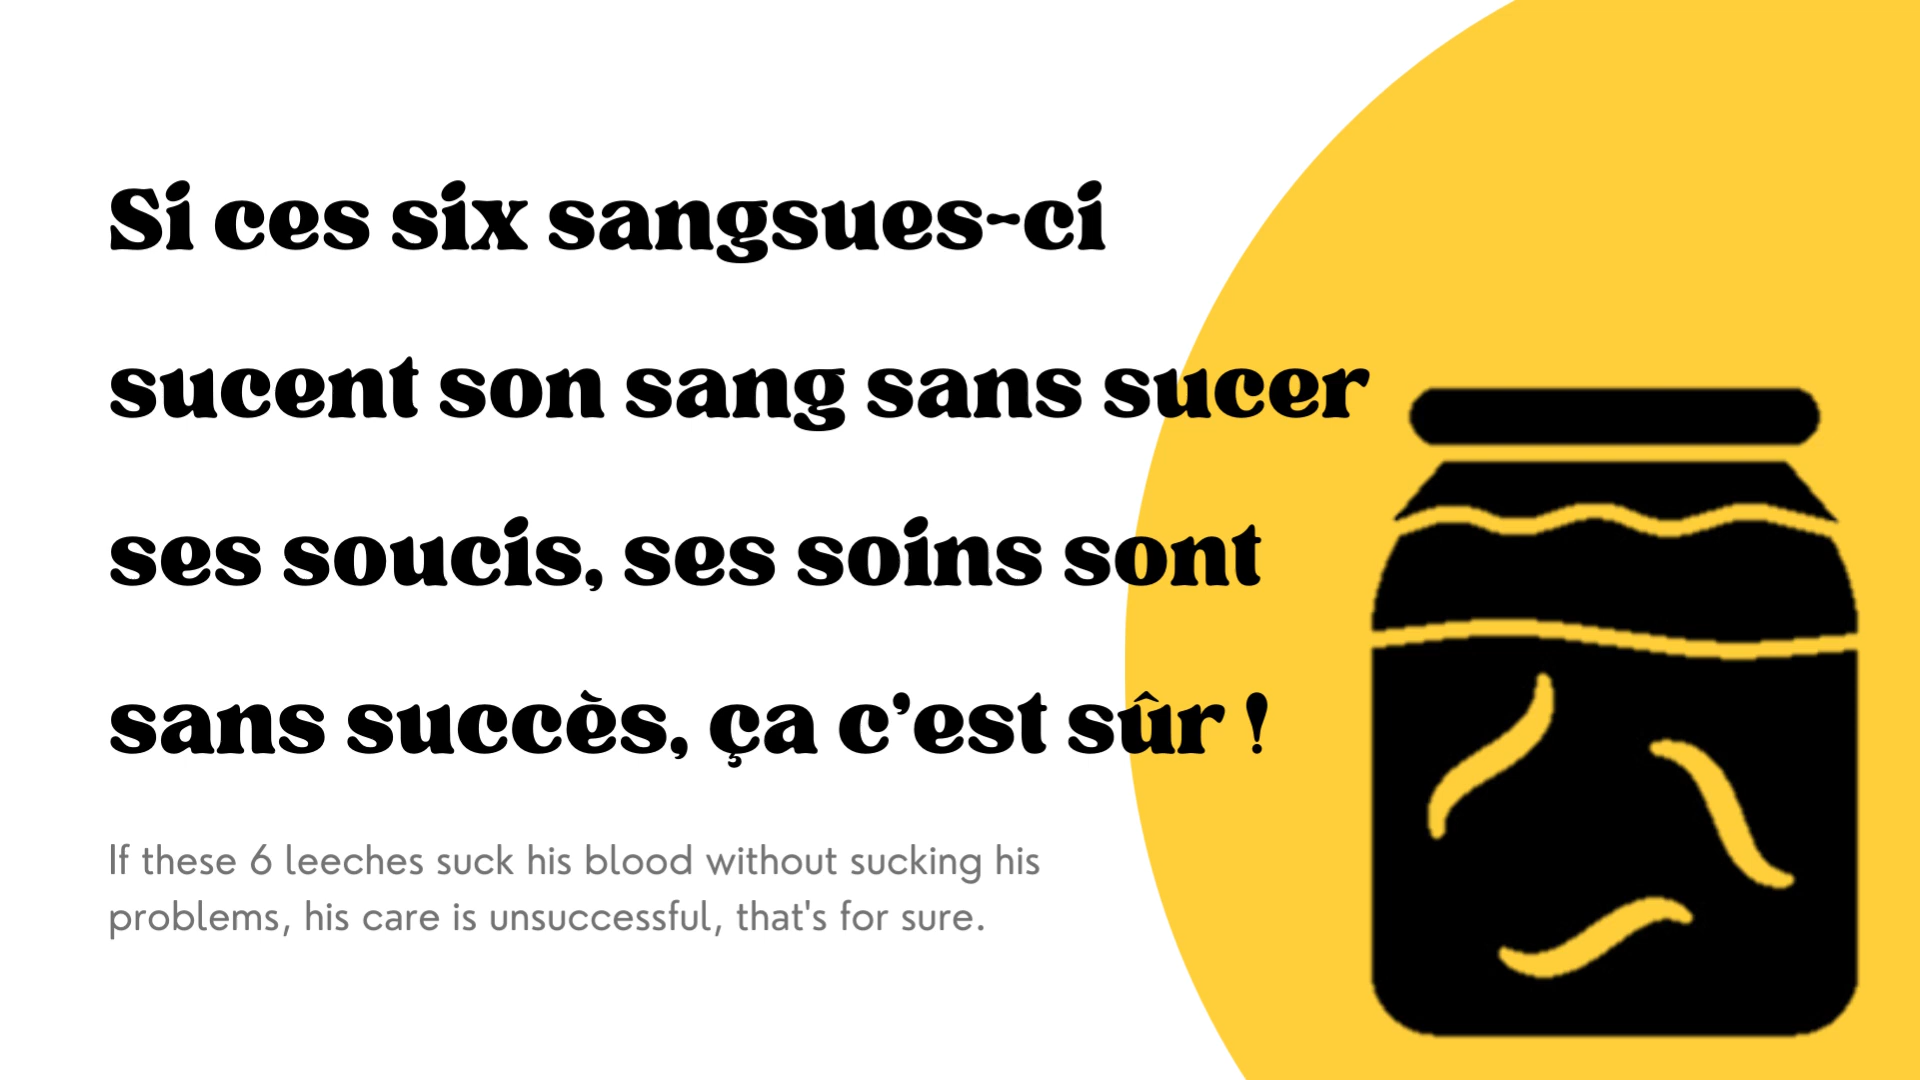 Si ces six sangsues-ci
sucent son sang sans sucer
ses soucis, ses soins sont
sans succès, ça c’est sûr !
If these 6 leeches suck his blood without sucking his
problems, his care is unsuccessful, that's for sure.